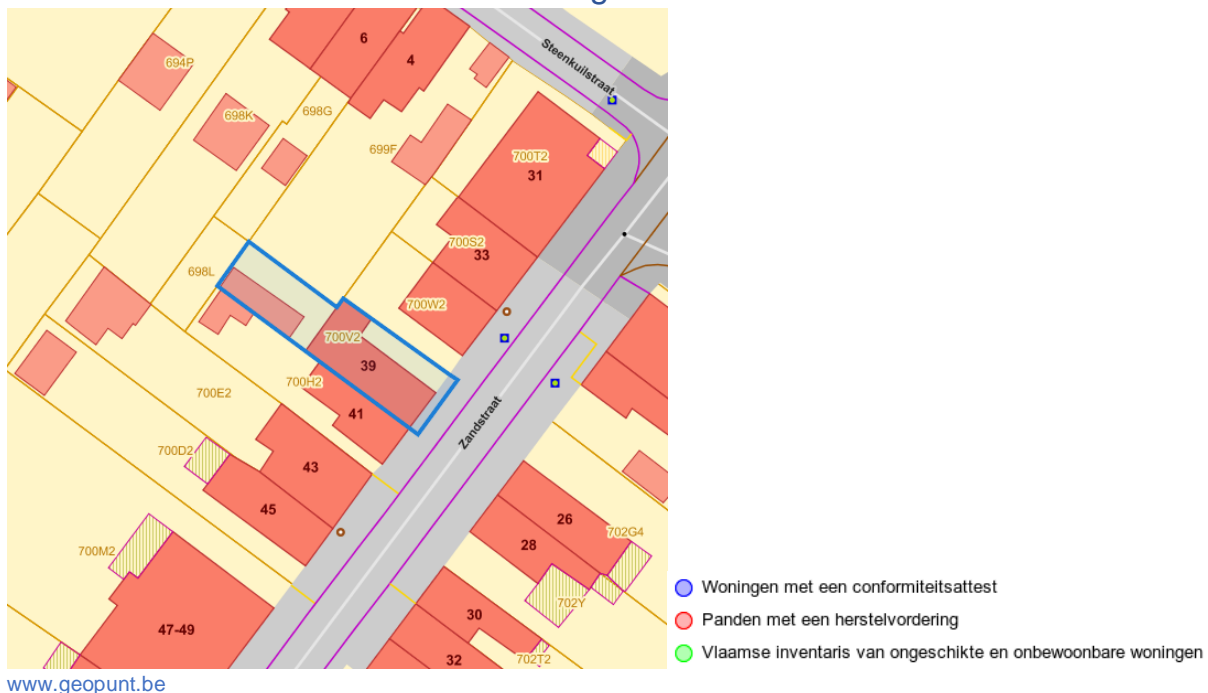 6
4
Steenkuilstraat
694P
698K
698G
699F
700T2
31
700S2
33
698L
700W2
700V2
39
700H2
700E2
41
Zandstraat
700D2
43
45
26
28
702G4
700M2
702Y
30
47-49
32
702T2
Woningen met een conformiteitsattest
Panden met een herstelvordering
Vlaamse inventaris van ongeschikte en onbewoonbare woningen
www.geopunt.be